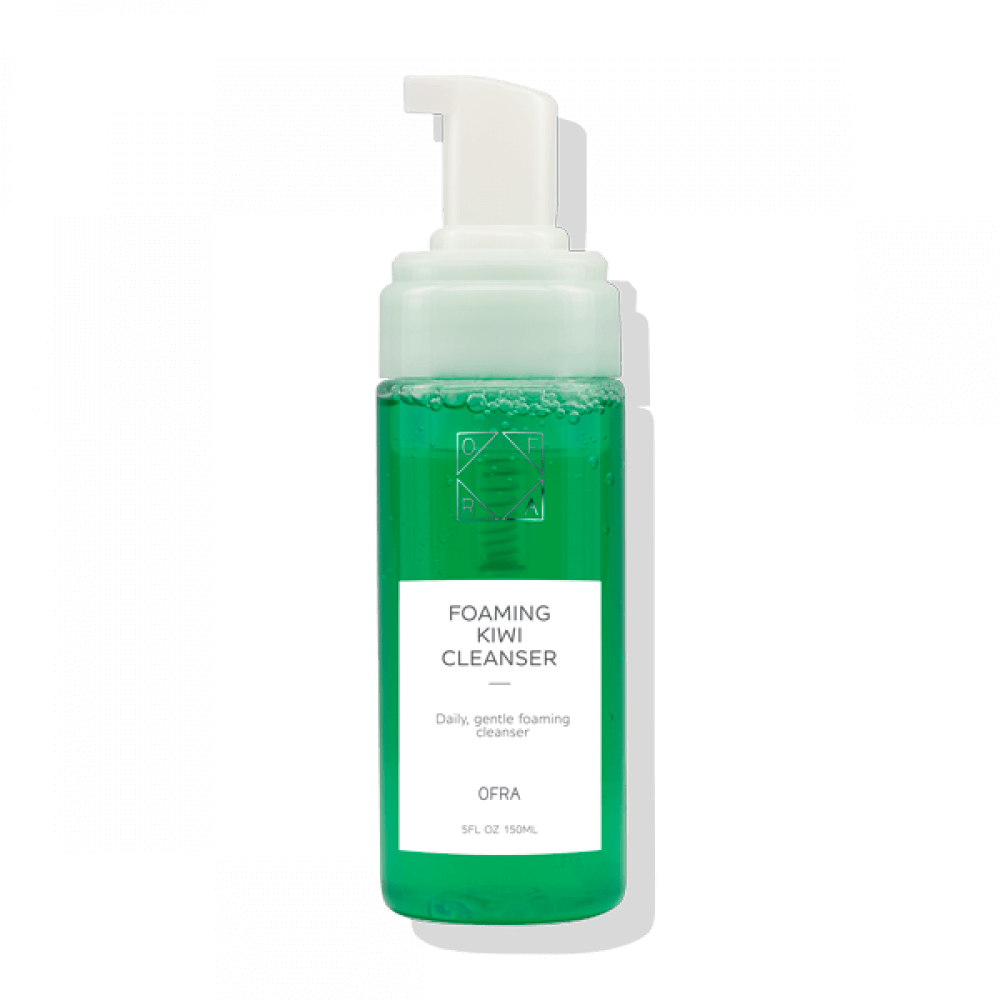 O F
R A
FOAMING
KIWI
CLEANSER
Daily, gentle foaming
cleanser
OFRA
5FL OZ 150ML